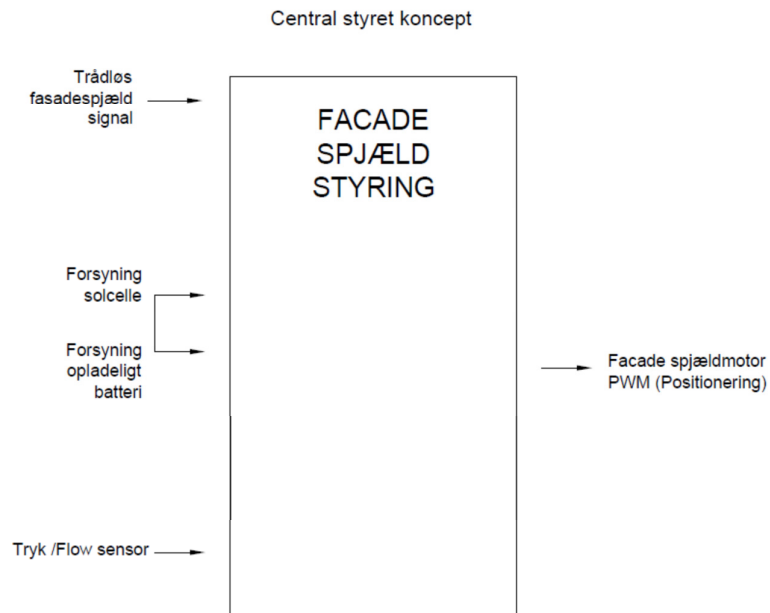 Central styret koncept
Trådløs
fasadespjæld
signal
FACADE
SPJÆLD
STYRING
Forsyning
solcelle
Forsyning
opladeligt
batteri
Facade spjældmotor
PWM (Positionering)
Tryk /Flow sensor